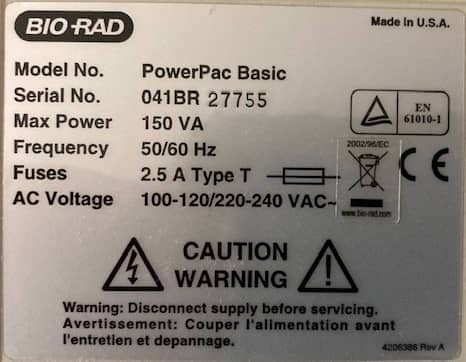 BIO-RAD
Made in U.S.A.
Model No. PowerPac Basic
Serial No. 041BR 27755
Max Power 150 VA
EN
61010-1
Frequency 50/60 Hz
2002/96/EC
CE
Fuses 2.5 A Type T
AC Voltage 100-120/220-240 VAC~
www.bio-rad.com
CAUTION
WARNING
Warning: Disconnect supply before servicing.
Avertissement: Couper l'alimentation avant
l'entretien et depannage.
4206386 Rev A